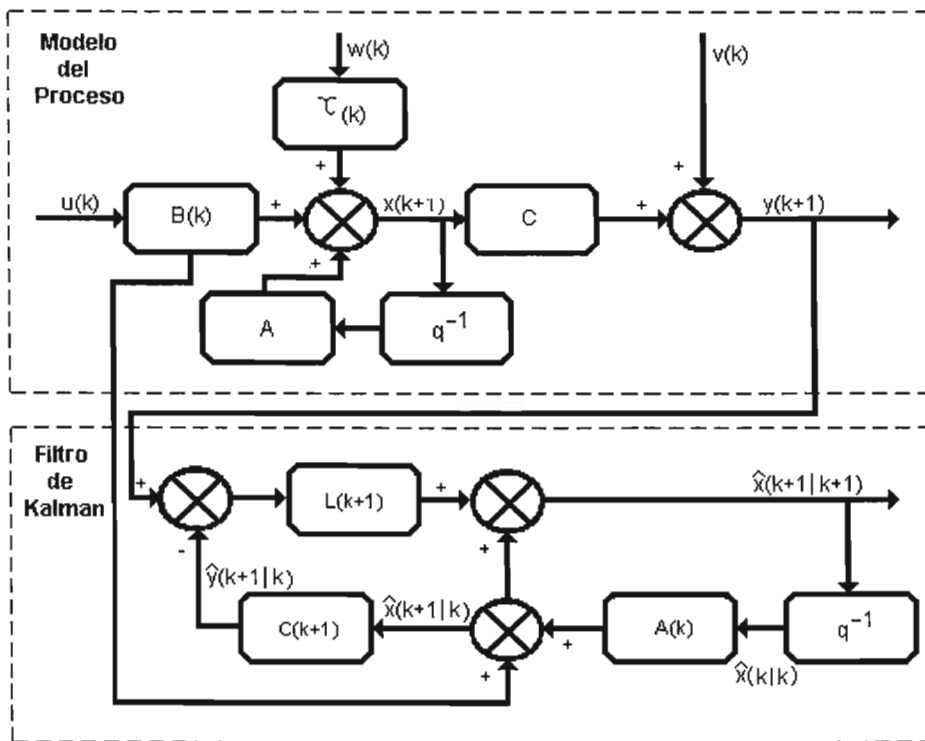 Modelo
del
Proceso
w(k)
v(k)
τ(k)
+
+
u(k)
B(k)
+
x(k+1)
C
+
y(k+1)
+
A
q⁻¹
Filtro
de
Kalman
+
L(k+1)
+
x̂(k+1|k+1)
-
+
ŷ(k+1|k)
C(k+1)
x̂(k+1|k)
A(k)
q⁻¹
+
+
x̂(k|k)